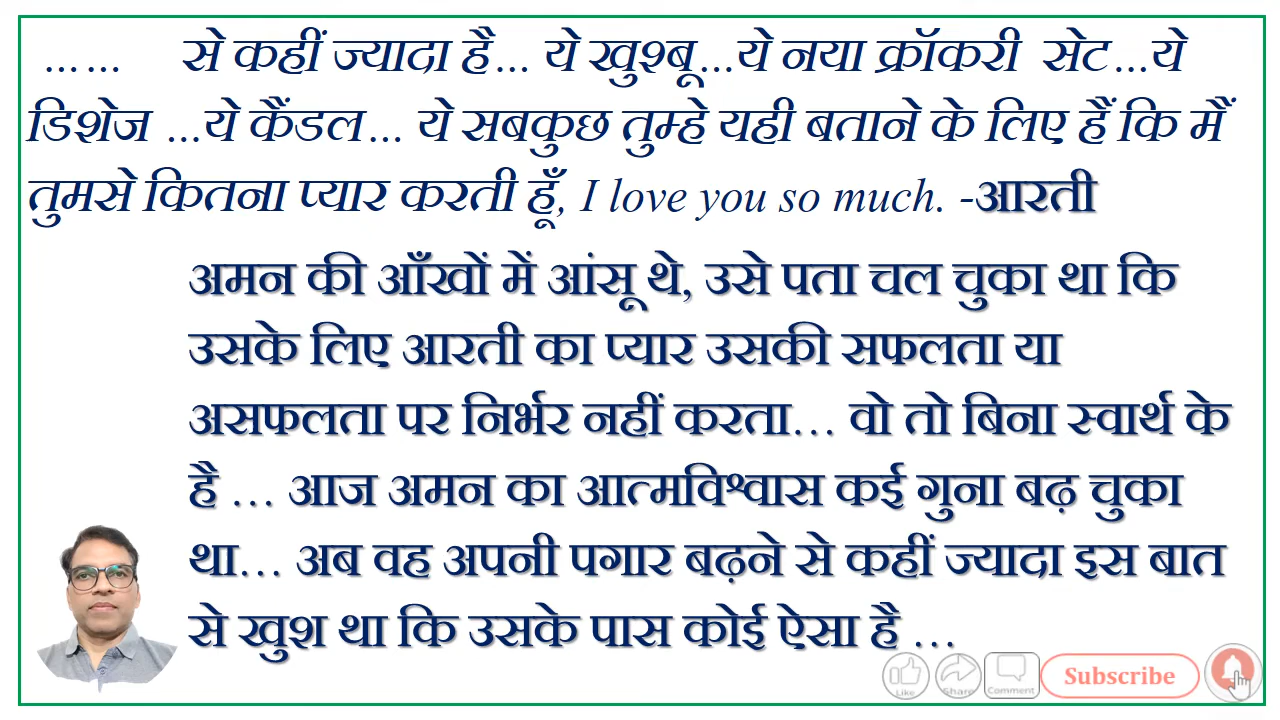 …… से कहीं ज्यादा है… ये खुश्बू…ये नया क्रॉकरी सेट…ये
डिशेज …ये कैंडल… ये सबकुछ तुम्हे यही बताने के लिए हैं कि मैं
तुमसे कितना प्यार करती हूँ, I love you so much. -आरती
अमन की आँखों में आंसू थे, उसे पता चल चुका था कि
उसके लिए आरती का प्यार उसकी सफलता या
असफलता पर निर्भर नहीं करता… वो तो बिना स्वार्थ के
है … आज अमन का आत्मविश्वास कई गुना बढ़ चुका
था… अब वह अपनी पगार बढ़ने से कहीं ज्यादा इस बात
से खुश था कि उसके पास कोई ऐसा है …
Like Share Comment Subscribe